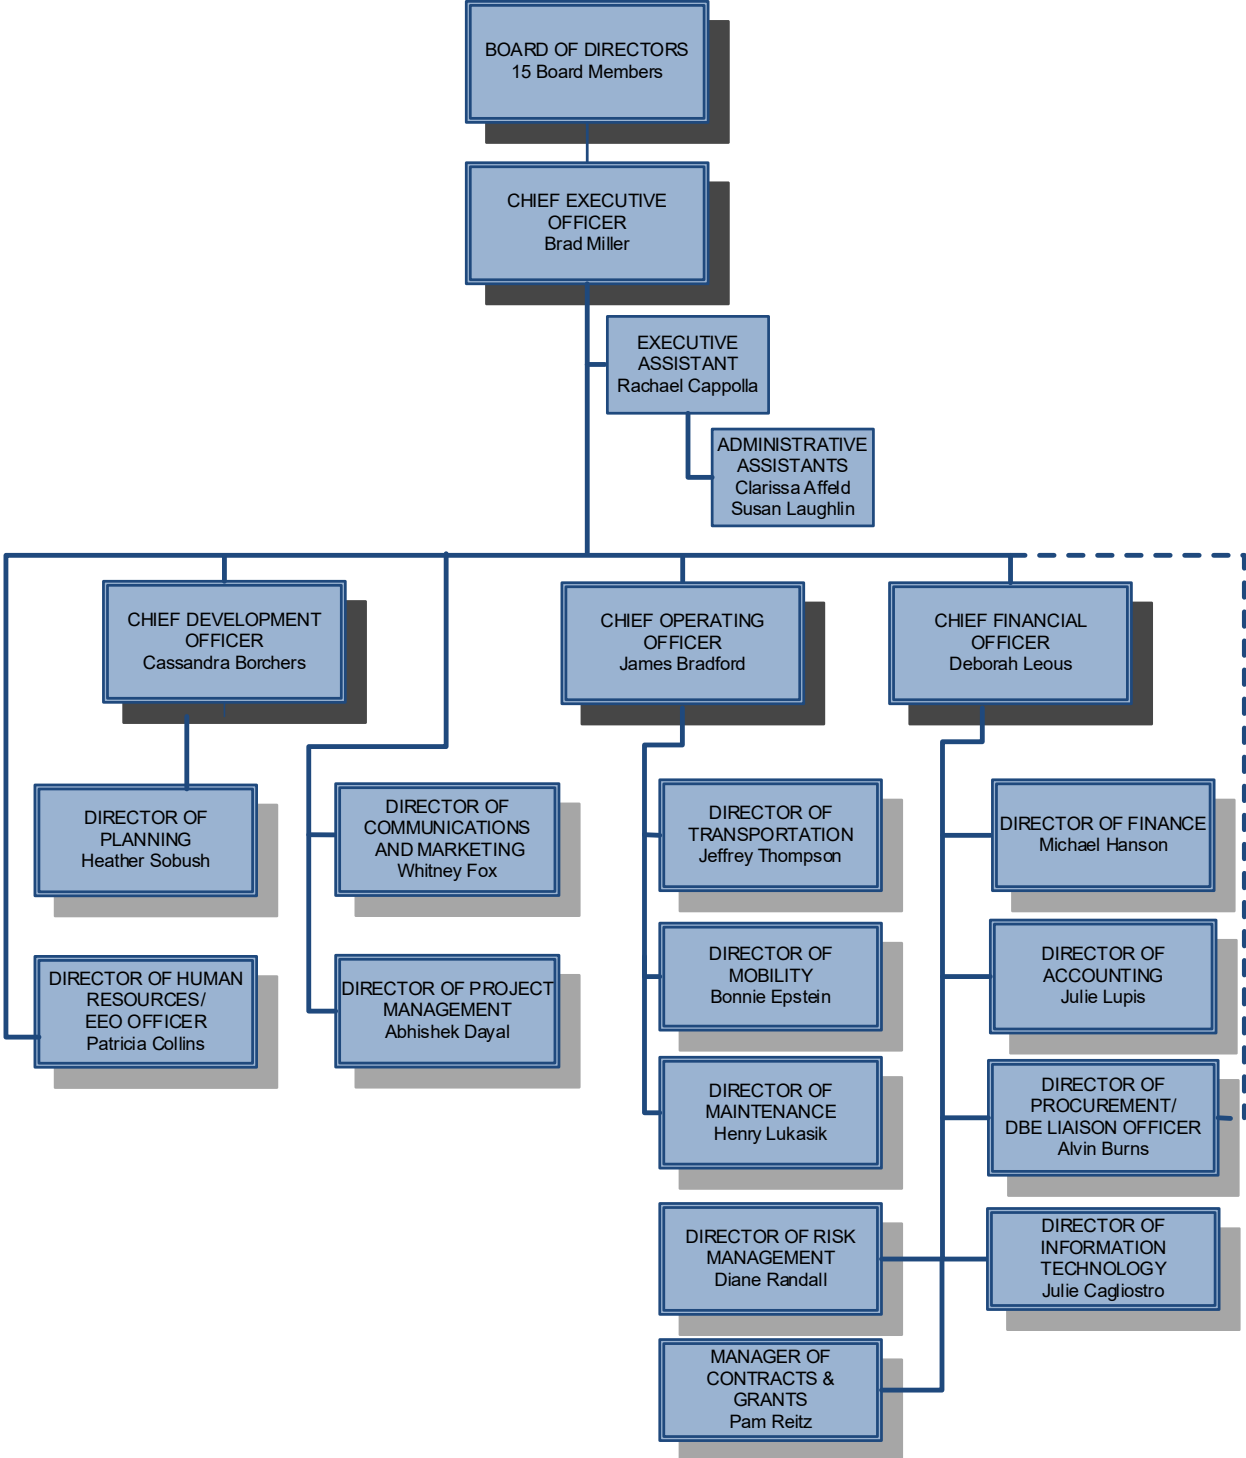 BOARD OF DIRECTORS
15 Board Members
CHIEF EXECUTIVE
OFFICER
Brad Miller
EXECUTIVE
ASSISTANT
Rachael Cappolla
ADMINISTRATIVE
ASSISTANTS
Clarissa Affeld
Susan Laughlin
CHIEF DEVELOPMENT
OFFICER
Cassandra Borchers
CHIEF OPERATING
OFFICER
James Bradford
CHIEF FINANCIAL
OFFICER
Deborah Leous
DIRECTOR OF
PLANNING
Heather Sobush
DIRECTOR OF
COMMUNICATIONS
AND MARKETING
Whitney Fox
DIRECTOR OF
TRANSPORTATION
Jeffrey Thompson
DIRECTOR OF FINANCE
Michael Hanson
DIRECTOR OF HUMAN
RESOURCES/
EEO OFFICER
Patricia Collins
DIRECTOR OF PROJECT
MANAGEMENT
Abhishek Dayal
DIRECTOR OF
MOBILITY
Bonnie Epstein
DIRECTOR OF
ACCOUNTING
Julie Lupis
DIRECTOR OF
MAINTENANCE
Henry Lukasik
DIRECTOR OF
PROCUREMENT/
DBE LIAISON OFFICER
Alvin Burns
DIRECTOR OF RISK
MANAGEMENT
Diane Randall
DIRECTOR OF
INFORMATION
TECHNOLOGY
Julie Cagliostro
MANAGER OF
CONTRACTS &
GRANTS
Pam Reitz